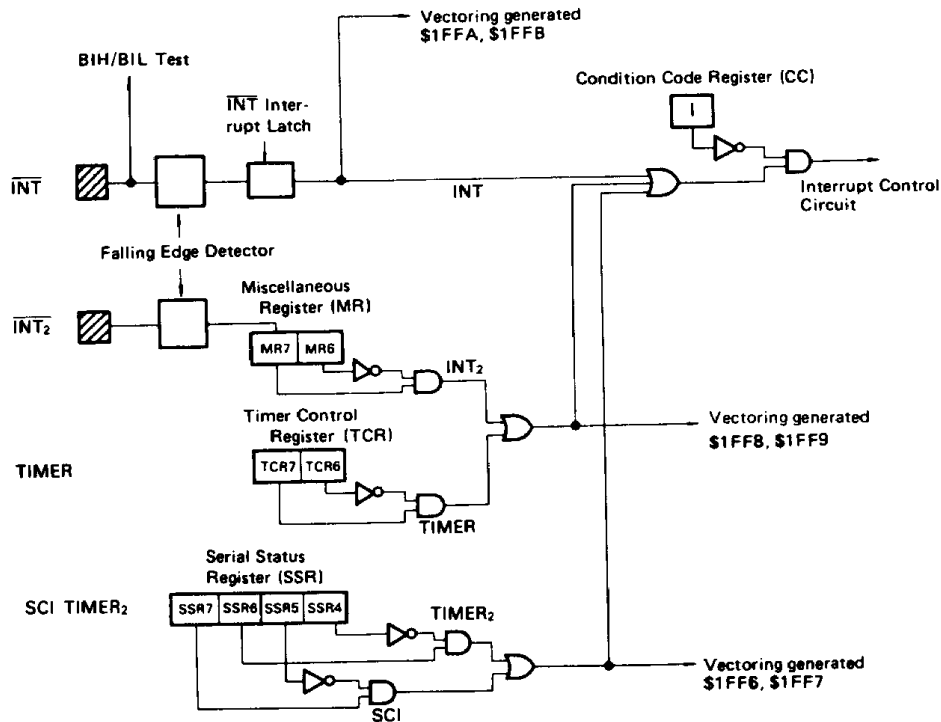 Vectoring generated
$1FFA, $1FFB
BIH/BIL Test
Condition Code Register (CC)
INT Inter-
rupt Latch
I
INT
INT
Interrupt Control
Circuit
Falling Edge Detector
Miscellaneous
Register (MR)
INT2
MR7 MR6
INT2
Timer Control
Register (TCR)
Vectoring generated
$1FF8, $1FF9
TIMER
TCR7 TCR6
TIMER
Serial Status
Register (SSR)
SCI TIMER2
SSR7 SSR6 SSR5 SSR4
TIMER2
Vectoring generated
$1FF6, $1FF7
SCI